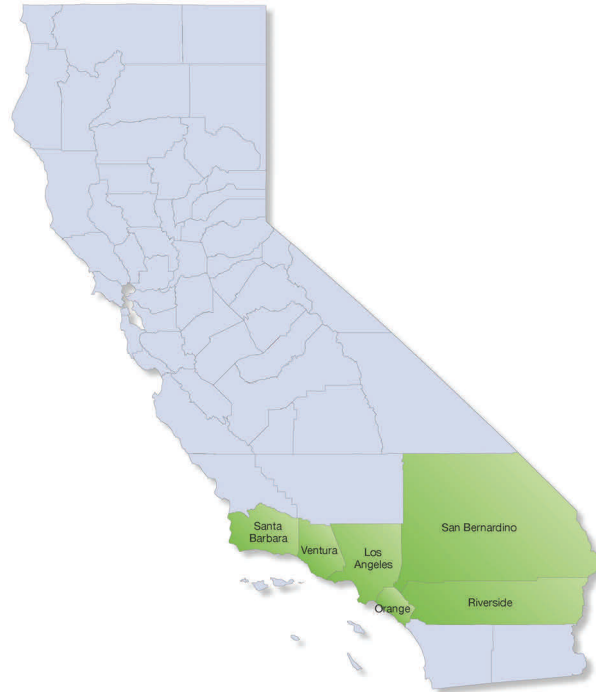 Santa
Barbara
Ventura
Los
Angeles
San Bernardino
Orange
Riverside